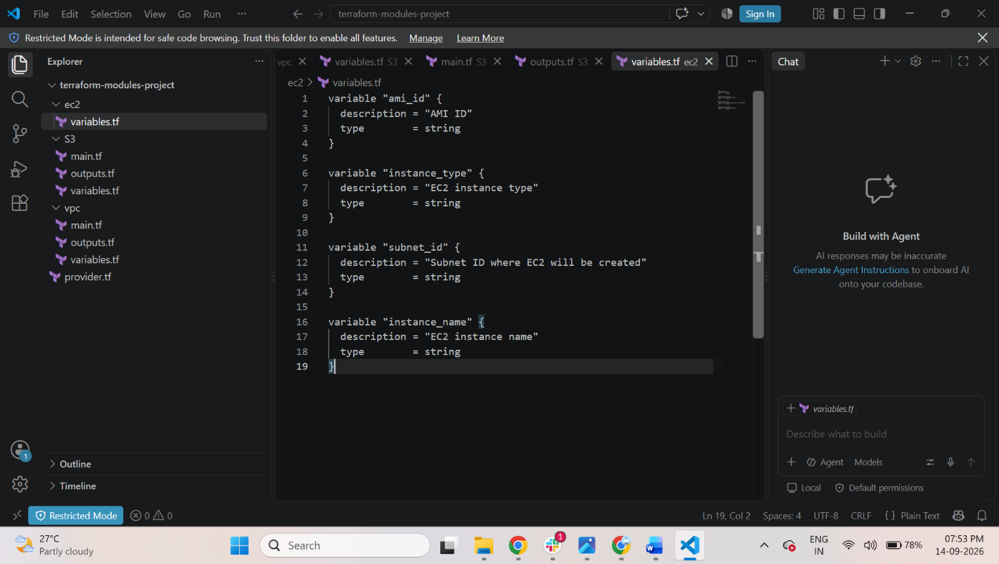 File Edit Selection View Go Run ···
terraform-modules-project
Sign In
Restricted Mode is intended for safe code browsing. Trust this folder to enable all features. Manage Learn More
Explorer
terraform-modules-project
ec2
variables.tf
S3
main.tf
outputs.tf
variables.tf
vpc
main.tf
outputs.tf
variables.tf
provider.tf
Outline
Timeline
vpc variables.tf S3 main.tf S3 outputs.tf S3 variables.tf ec2
ec2 > variables.tf
1 variable "ami_id" {
2 description = "AMI ID"
3 type = string
4 }
5
6 variable "instance_type" {
7 description = "EC2 instance type"
8 type = string
9 }
10
11 variable "subnet_id" {
12 description = "Subnet ID where EC2 will be created"
13 type = string
14 }
15
16 variable "instance_name" {
17 description = "EC2 instance name"
18 type = string
19 }
Chat
Build with Agent
AI responses may be inaccurate
Generate Agent Instructions to onboard AI
onto your codebase.
variables.tf
Describe what to build
Agent Models
Local Default permissions
1
Restricted Mode 0 0
Ln 19, Col 2 Spaces: 4 UTF-8 CRLF { } Plain Text
27°C
Partly cloudy
Search
1
ENG
IN
78%
07:53 PM
14-09-2026